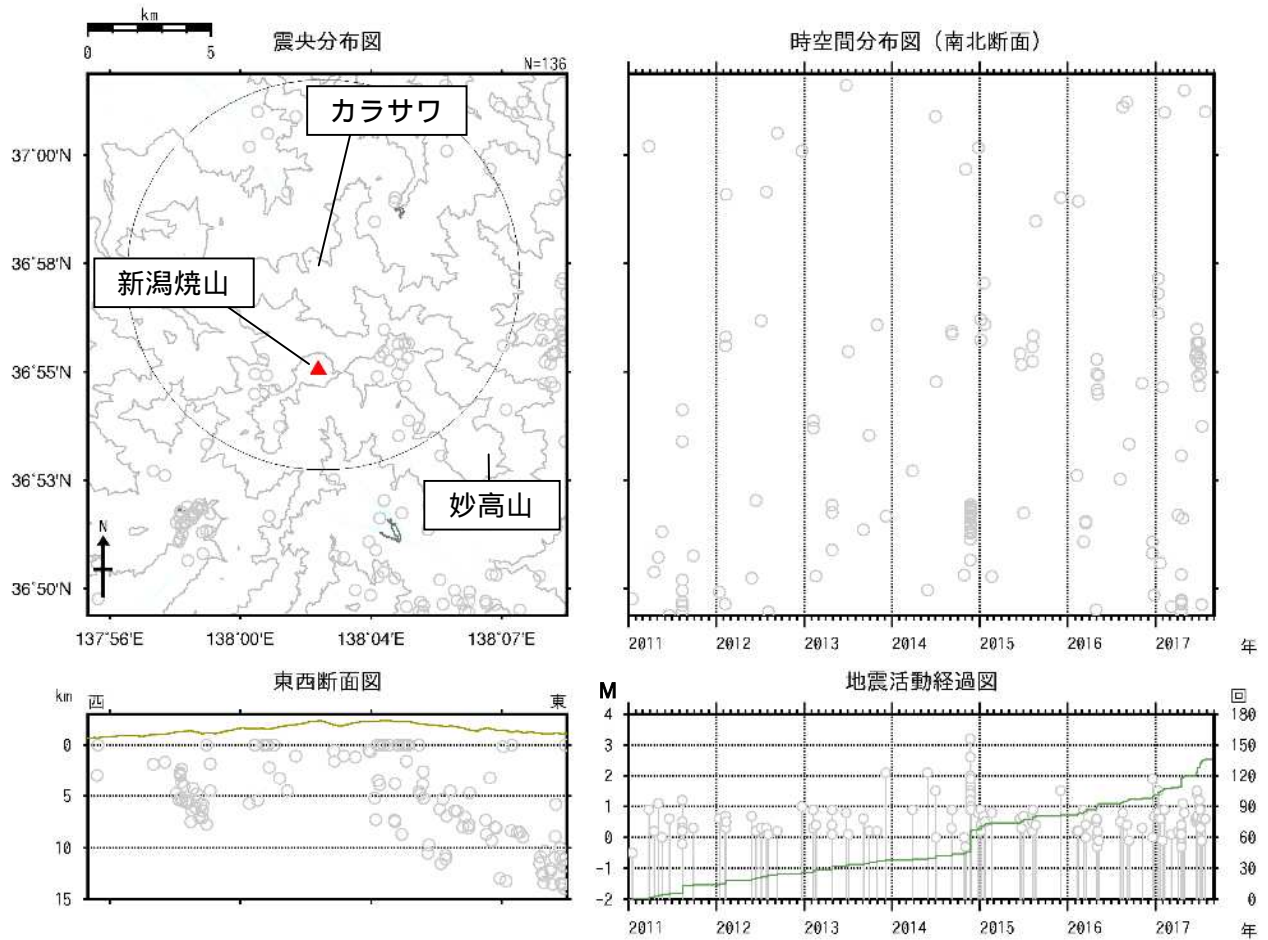 km
0 5
震央分布図
N=136
カラサワ
新潟焼山
妙高山
N
37°00'N
36°58'N
36°55'N
36°53'N
36°50'N
137°56'E 138°00'E 138°04'E 138°07'E
時空間分布図（南北断面）
2011 2012 2013 2014 2015 2016 2017 年
東西断面図
km 西 東
0
5
10
15
地震活動経過図
M 回
4 180
3 150
2 120
1 90
0 60
-1 30
-2 0
2011 2012 2013 2014 2015 2016 2017 年